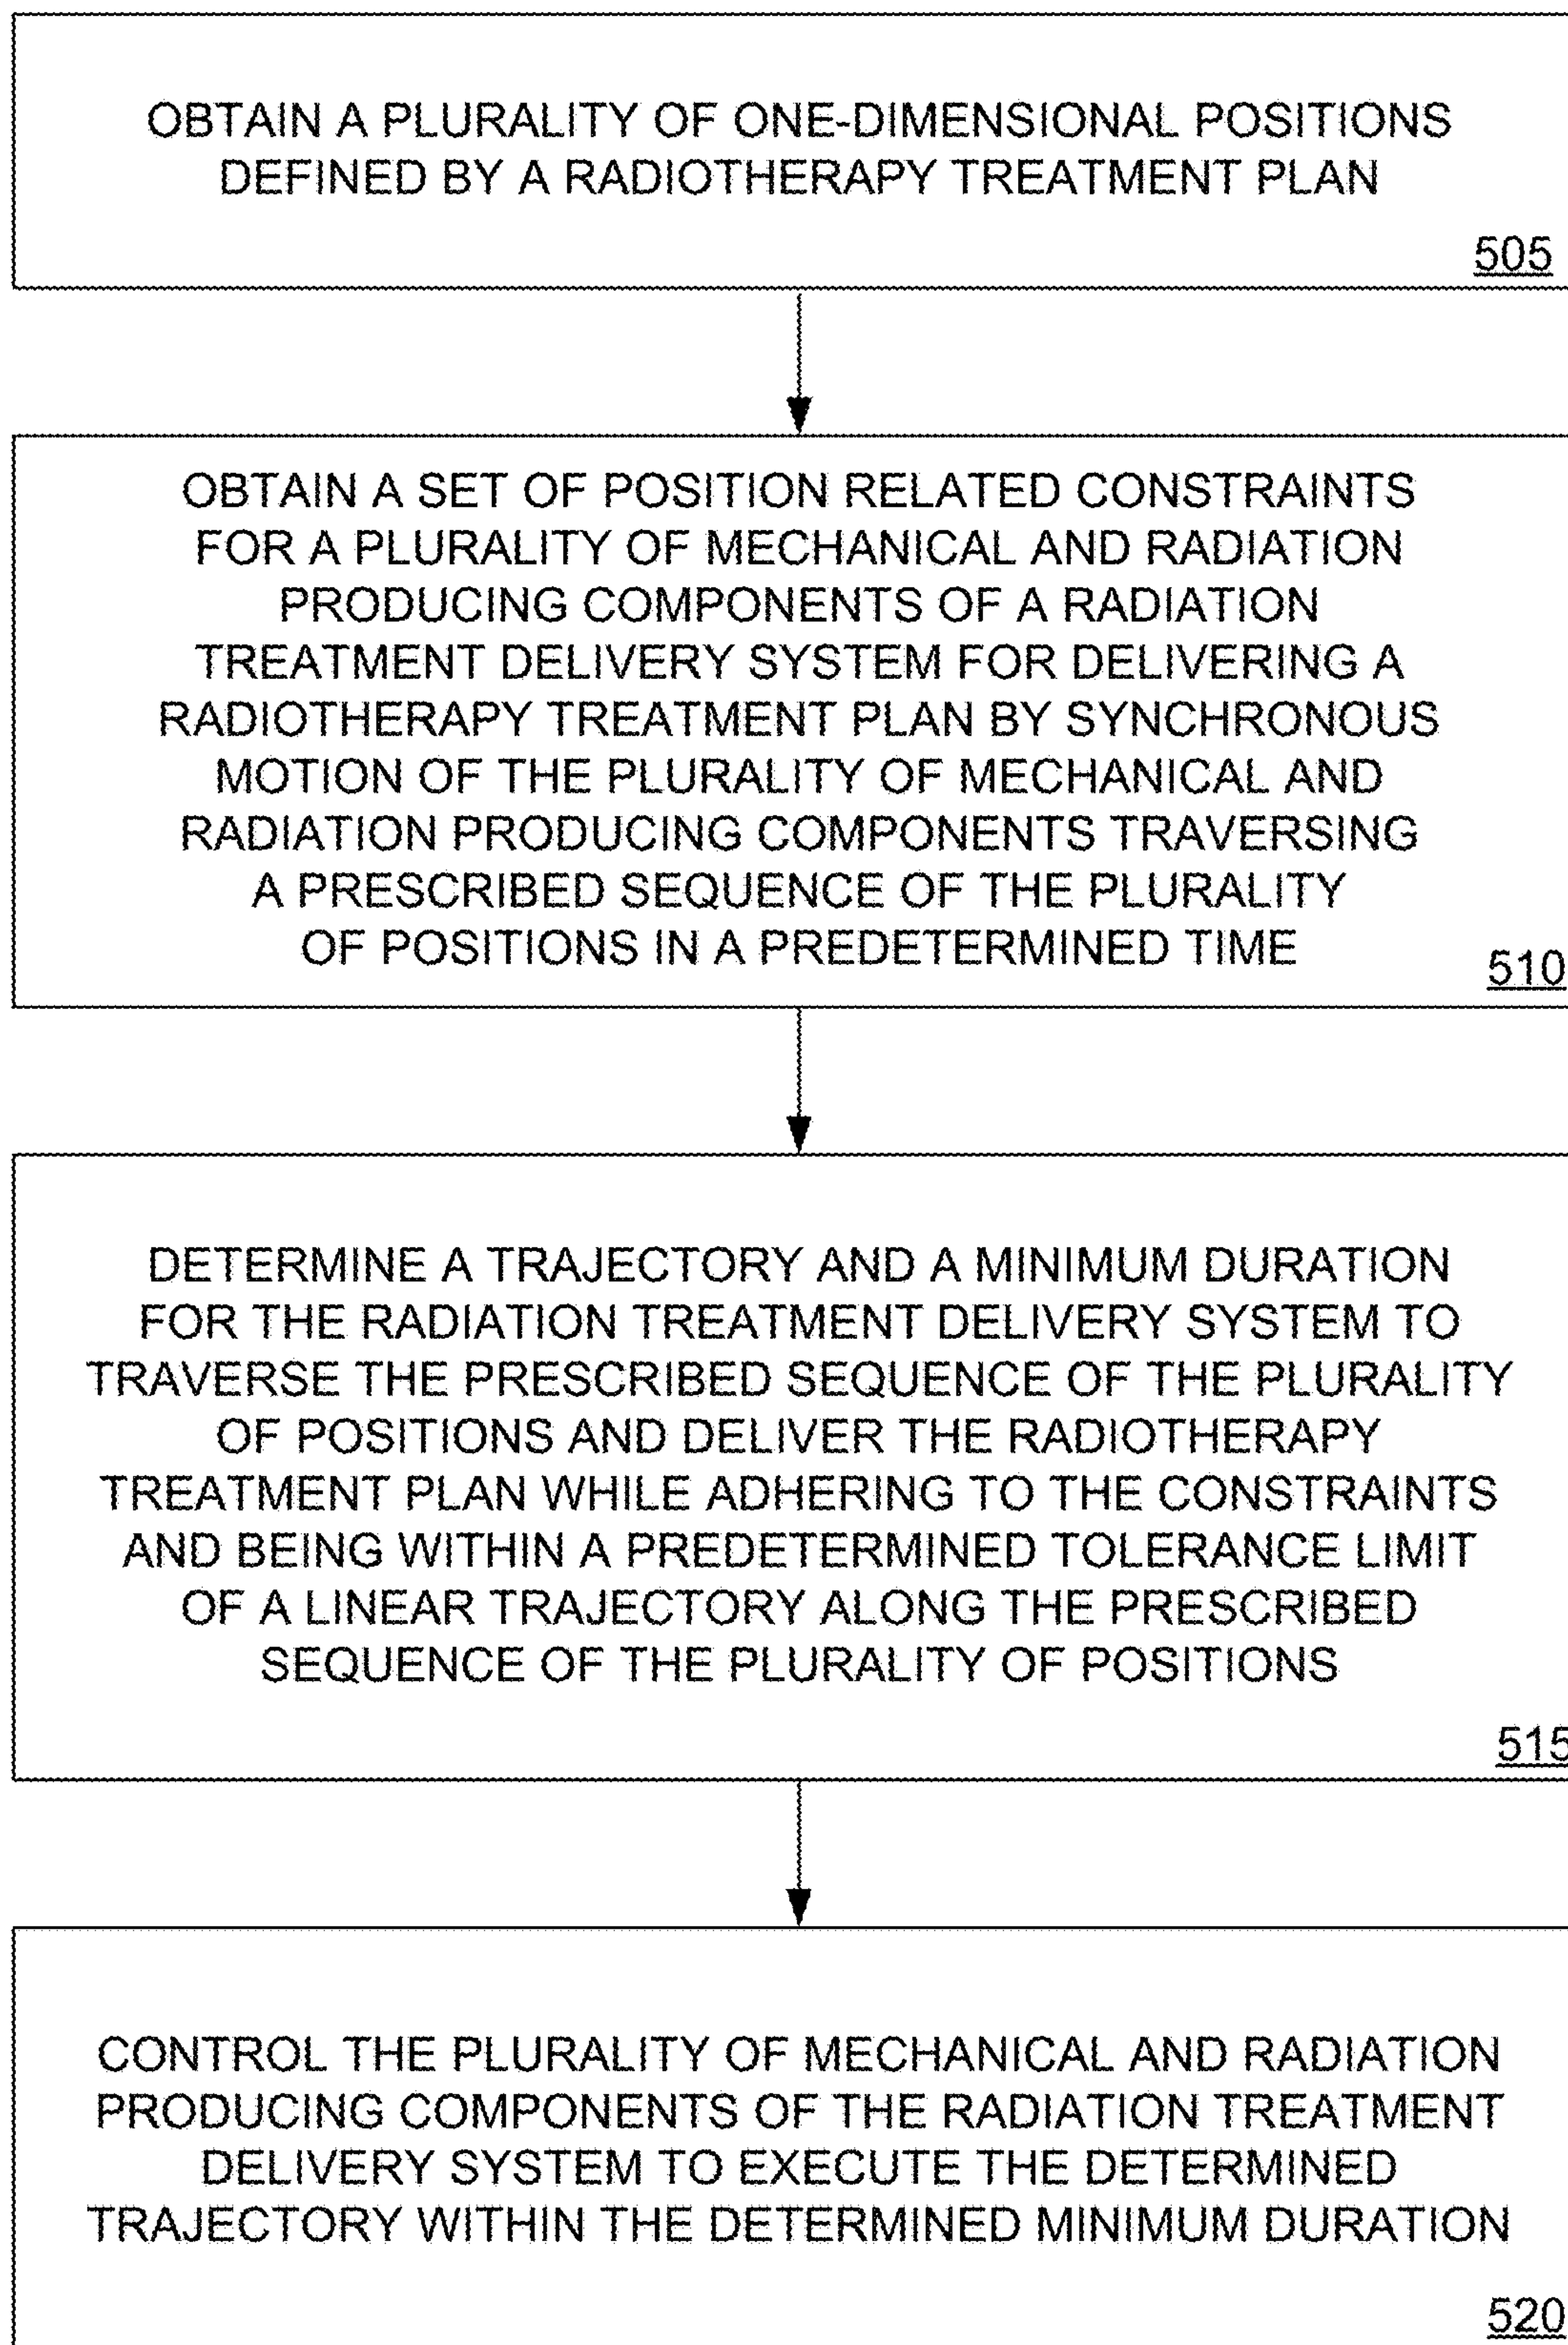 OBTAIN A PLURALITY OF ONE-DIMENSIONAL POSITIONS
DEFINED BY A RADIOTHERAPY TREATMENT PLAN
505
OBTAIN A SET OF POSITION RELATED CONSTRAINTS
FOR A PLURALITY OF MECHANICAL AND RADIATION
PRODUCING COMPONENTS OF A RADIATION
TREATMENT DELIVERY SYSTEM FOR DELIVERING A
RADIOTHERAPY TREATMENT PLAN BY SYNCHRONOUS
MOTION OF THE PLURALITY OF MECHANICAL AND
RADIATION PRODUCING COMPONENTS TRAVERSING
A PRESCRIBED SEQUENCE OF THE PLURALITY
OF POSITIONS IN A PREDETERMINED TIME
510
DETERMINE A TRAJECTORY AND A MINIMUM DURATION
FOR THE RADIATION TREATMENT DELIVERY SYSTEM TO
TRAVERSE THE PRESCRIBED SEQUENCE OF THE PLURALITY
OF POSITIONS AND DELIVER THE RADIOTHERAPY
TREATMENT PLAN WHILE ADHERING TO THE CONSTRAINTS
AND BEING WITHIN A PREDETERMINED TOLERANCE LIMIT
OF A LINEAR TRAJECTORY ALONG THE PRESCRIBED
SEQUENCE OF THE PLURALITY OF POSITIONS
515
CONTROL THE PLURALITY OF MECHANICAL AND RADIATION
PRODUCING COMPONENTS OF THE RADIATION TREATMENT
DELIVERY SYSTEM TO EXECUTE THE DETERMINED
TRAJECTORY WITHIN THE DETERMINED MINIMUM DURATION
520